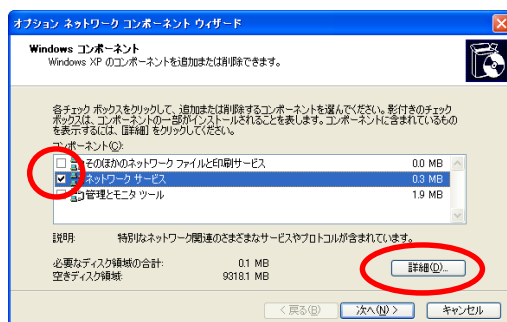 オプション ネットワーク コンポーネント ウィザード
Windows コンポーネント
Windows XP のコンポーネントを追加または削除できます。
各チェック ボックスをクリックして、追加または削除するコンポーネントを選んでください。影付きのチェック
ボックスは、コンポーネントの一部がインストールされることを表します。コンポーネントに含まれているもの
を表示するには、[詳細] をクリックしてください。
コンポーネント(C):
そのほかのネットワーク ファイルと印刷サービス 0.0 MB
ネットワーク サービス 0.3 MB
管理とモニタ ツール 1.9 MB
説明: 特別なネットワーク関連のさまざまなサービスやプロトコルが含まれています。
必要なディスク領域の合計: 0.1 MB
空きディスク領域: 9318.1 MB
詳細(D)...
< 戻る(B) 次へ(N) > キャンセル